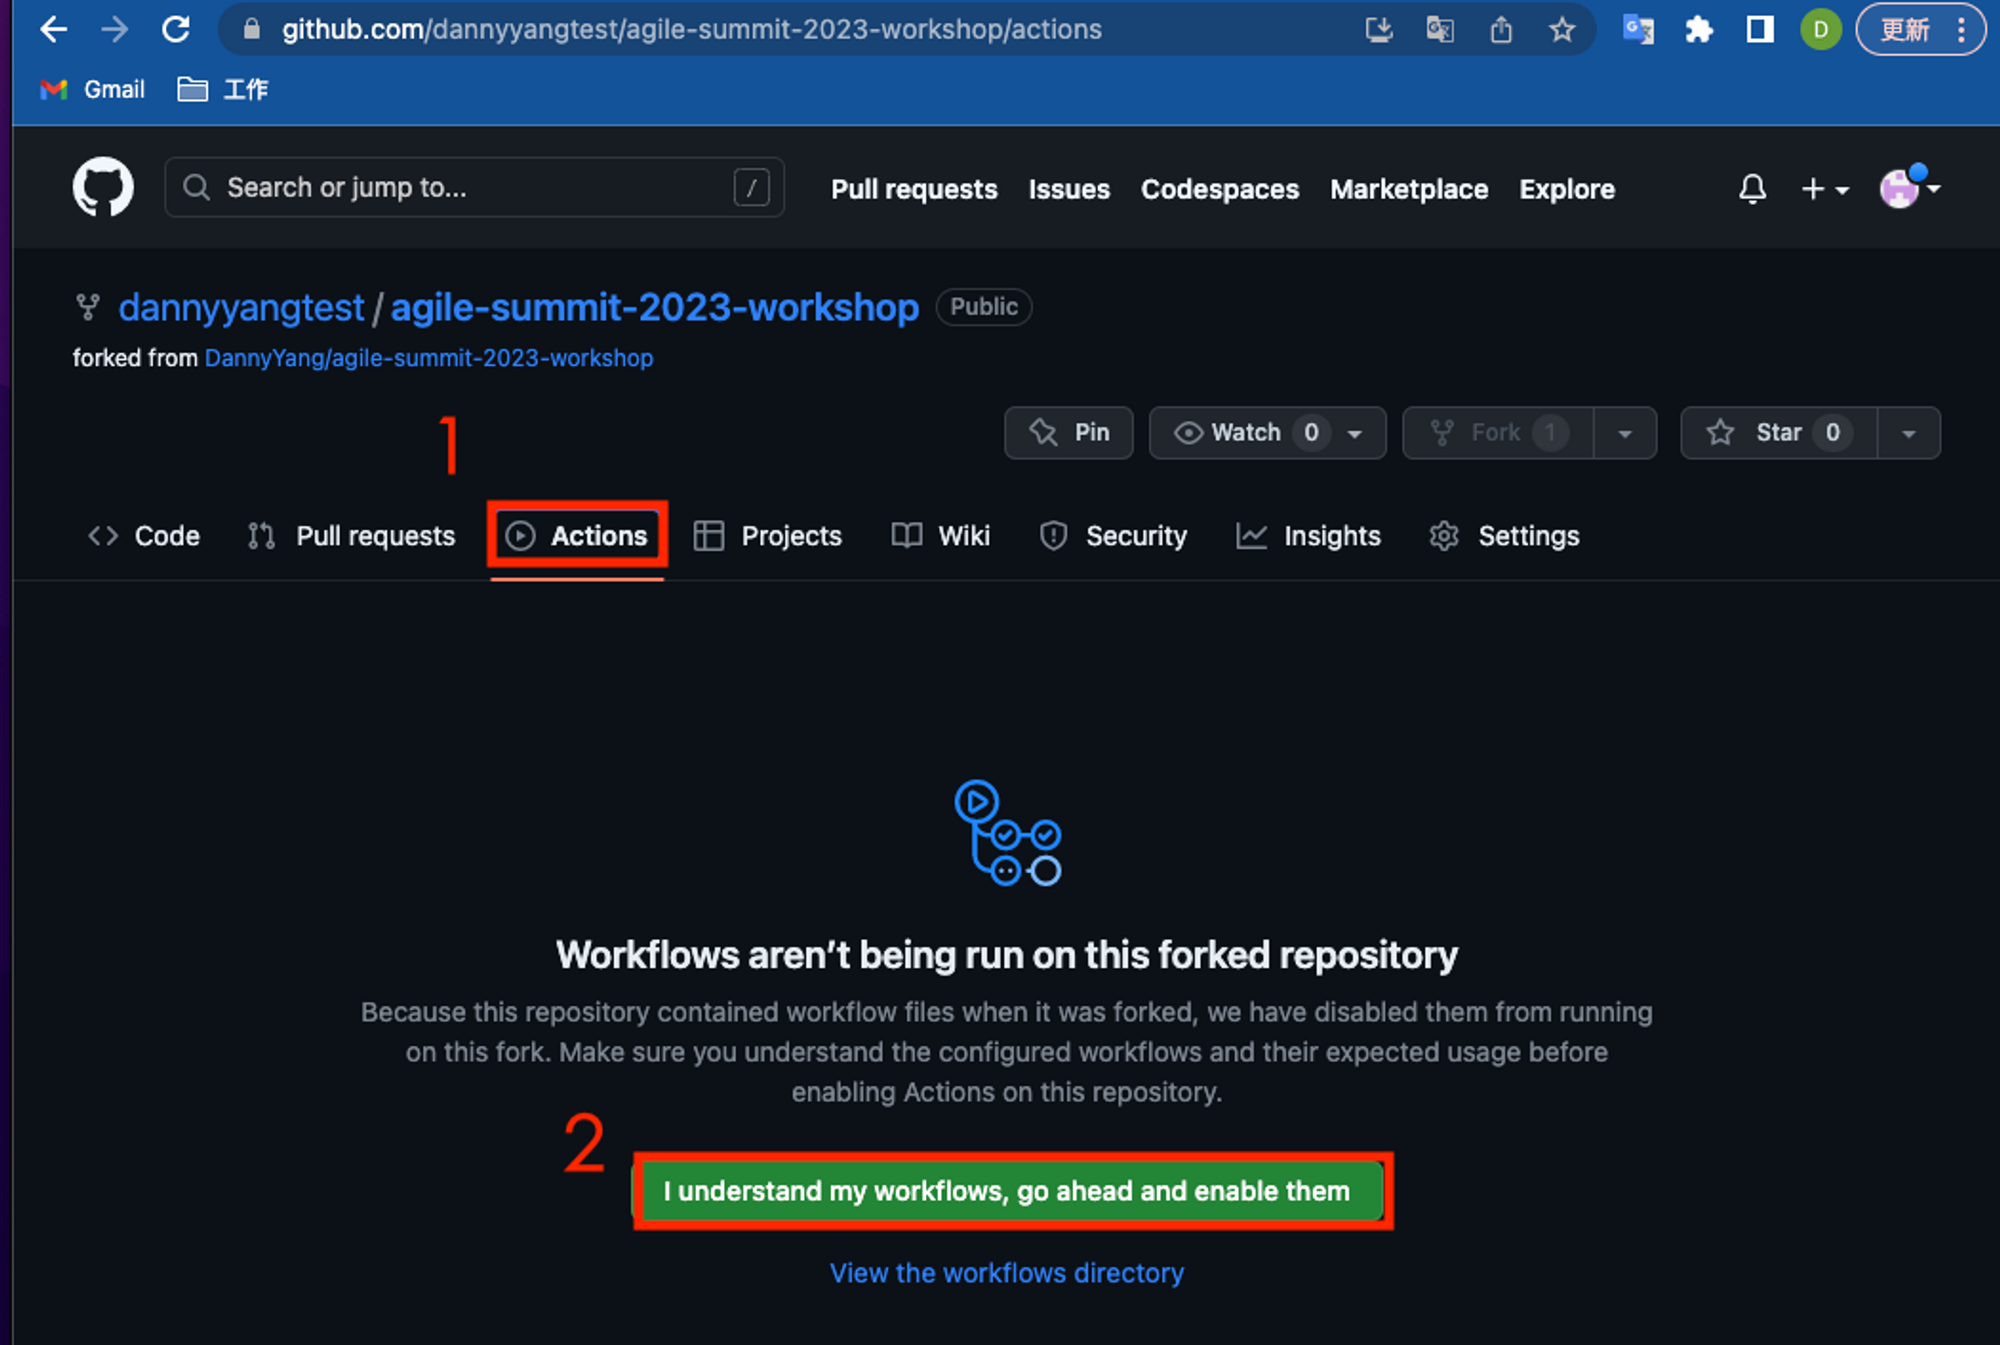 github.com/dannyyangtest/agile-summit-2023-workshop/actions D 更新
Gmail 工作
Search or jump to... / Pull requests Issues Codespaces Marketplace Explore
dannyyangtest / agile-summit-2023-workshop Public
forked from DannyYang/agile-summit-2023-workshop
1
Pin Watch 0 Fork 1 Star 0
Code Pull requests Actions Projects Wiki Security Insights Settings
Workflows aren’t being run on this forked repository
Because this repository contained workflow files when it was forked, we have disabled them from running
on this fork. Make sure you understand the configured workflows and their expected usage before
enabling Actions on this repository.
2
I understand my workflows, go ahead and enable them
View the workflows directory